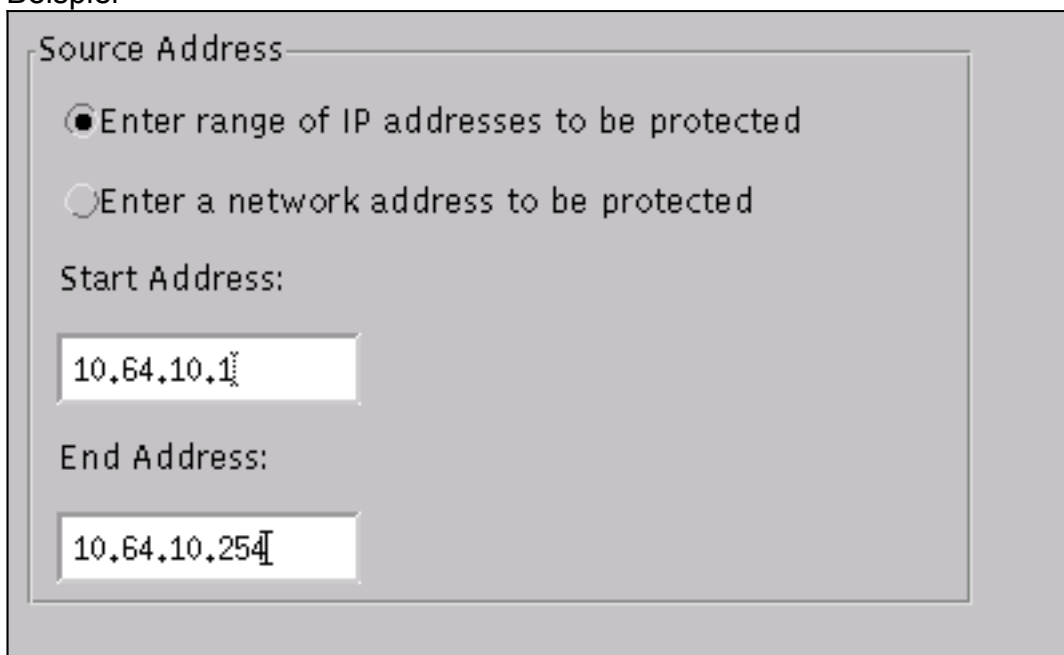 Source Address
Enter range of IP addresses to be protected
Enter a network address to be protected
Start Address:
10.64.10.1
End Address:
10.64.10.254